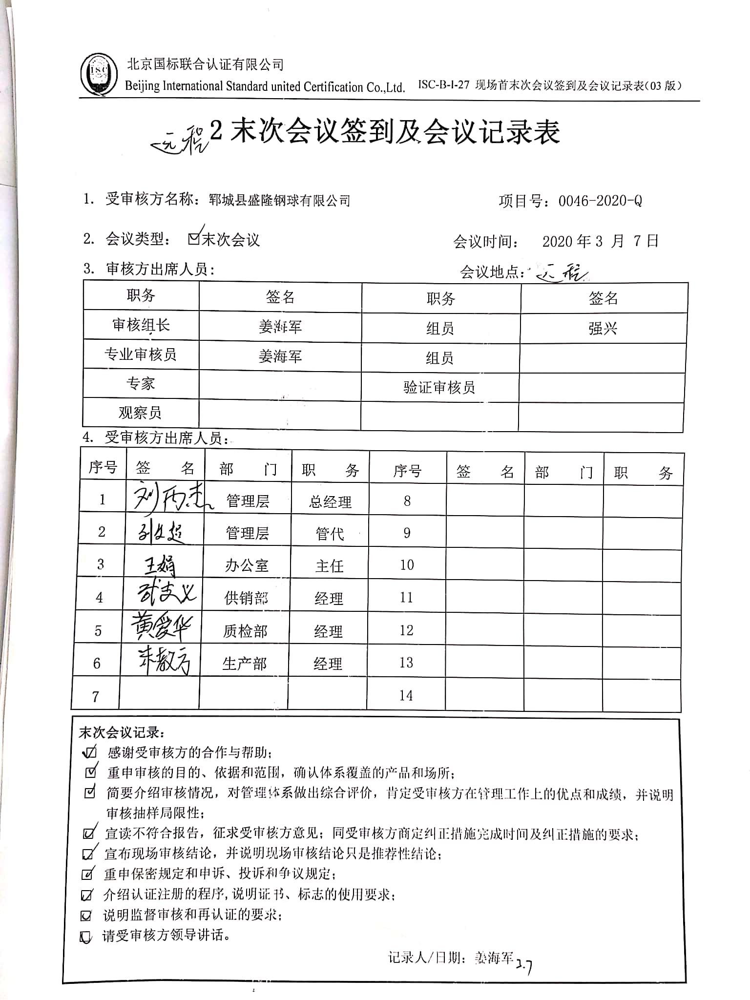 ISC
北京国标联合认证有限公司
Beijing International Standard united Certification Co.,Ltd. ISC-B-I-27 现场首末次会议签到及会议记录表(03 版)
远程 2 末次会议签到及会议记录表
1. 受审核方名称：郓城县盛隆钢球有限公司 项目号：0046-2020-Q
2. 会议类型： ☑末次会议 会议时间： 2020 年 3 月 7 日
3. 审核方出席人员： 会议地点：远程
职务 签名 职务 签名
审核组长 姜海军 组员 强兴
专业审核员 姜海军 组员
专家 验证审核员
观察员
4. 受审核方出席人员：
序号 签 名 部 门 职 务 序号 签 名 部 门 职 务
1 刘丙杰 管理层 总经理 8
2 刘文超 管理层 管代 9
3 王娟 办公室 主任 10
4 供销部 经理 11
5 黄爱华 质检部 经理 12
6 生产部 经理 13
7 14
末次会议记录：
☑ 感谢受审核方的合作与帮助；
☑ 重申审核的目的、依据和范围，确认体系覆盖的产品和场所；
☑ 简要介绍审核情况，对管理体系做出综合评价，肯定受审核方在管理工作上的优点和成绩，并说明
审核抽样局限性；
☑ 宣读不符合报告，征求受审核方意见；同受审核方商定纠正措施完成时间及纠正措施的要求；
☑ 宣布现场审核结论，并说明现场审核结论只是推荐性结论；
☑ 重申保密规定和申诉、投诉和争议规定；
☑ 介绍认证注册的程序,说明证书、标志的使用要求；
☑ 说明监督审核和再认证的要求；
☑ 请受审核方领导讲话。
记录人/日期：姜海军 3.7